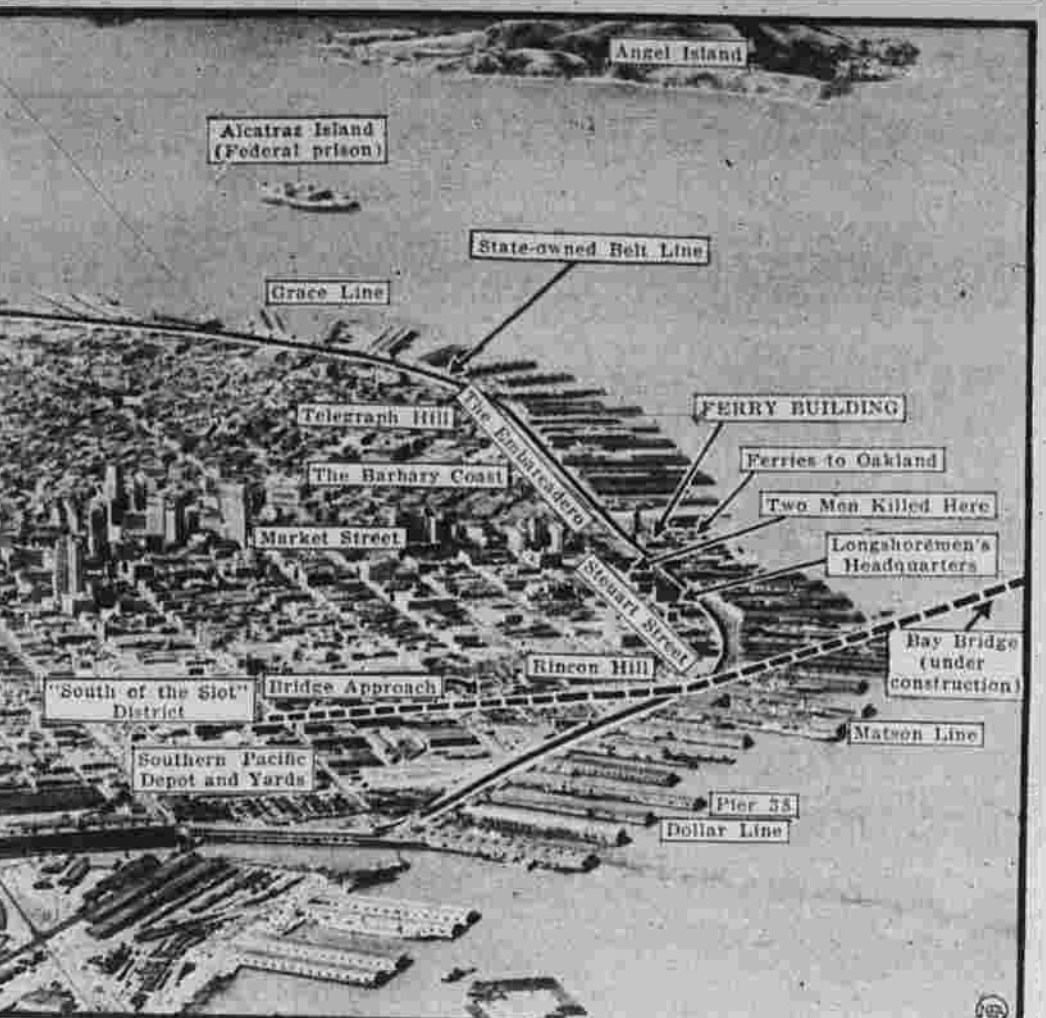 Angel Island
Alcatraz Island
(Federal prison)
State-owned Belt Line
Grace Line
Telegraph Hill
The Embarcadero
FERRY BUILDING
The Barbary Coast
Ferries to Oakland
Two Men Killed Here
Market Street
Longshoremen's
Headquarters
Steuart Street
Rincon Hill
Bay Bridge
(under
construction)
"South of the Slot"
District
Bridge Approach
Matson Line
Southern Pacific
Depot and Yards
Pier 38
Dollar Line